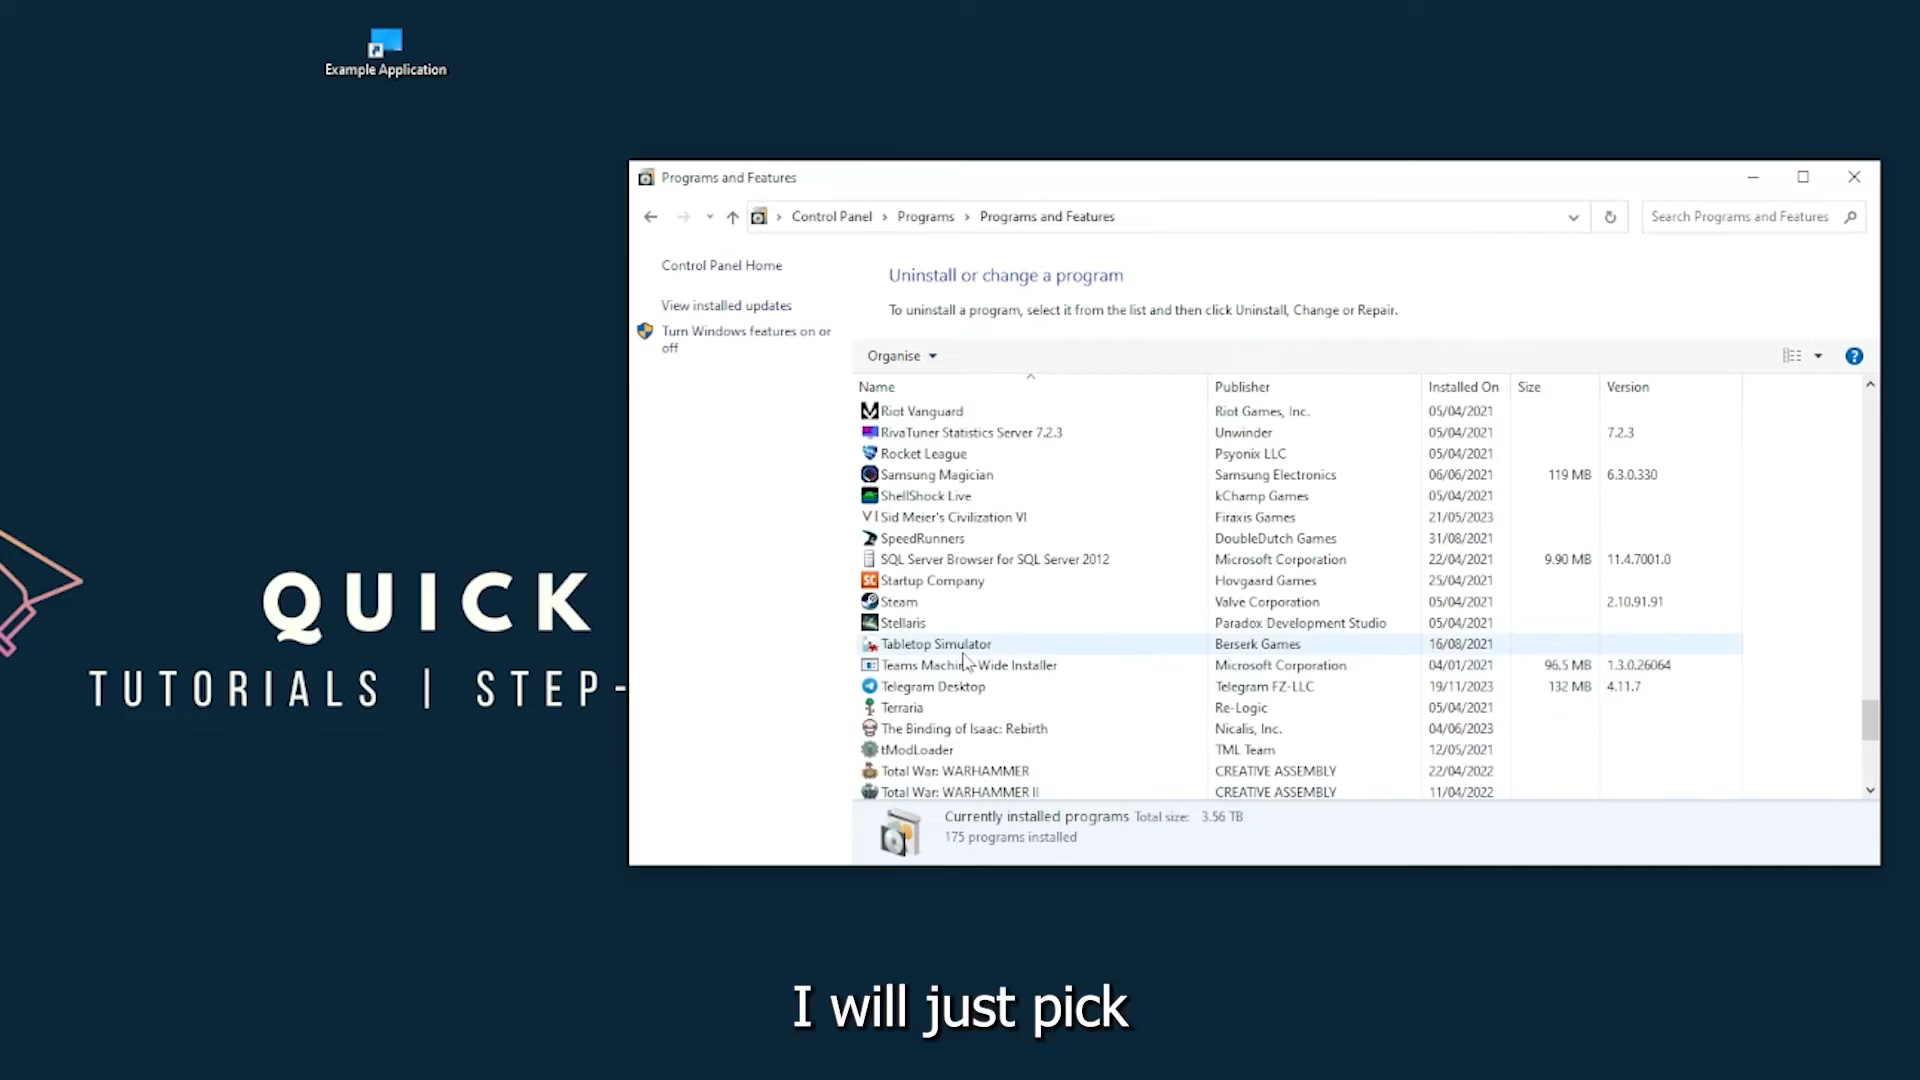 Example Application
QUICK
TUTORIALS | STEP-
Programs and Features
Control Panel > Programs > Programs and Features
Search Programs and Features
Control Panel Home
View installed updates
Turn Windows features on or
off
Uninstall or change a program
To uninstall a program, select it from the list and then click Uninstall, Change or Repair.
Organise
Name Publisher Installed On Size Version
Riot Vanguard Riot Games, Inc. 05/04/2021
RivaTuner Statistics Server 7.2.3 Unwinder 05/04/2021 7.2.3
Rocket League Psyonix LLC 05/04/2021
Samsung Magician Samsung Electronics 06/06/2021 119 MB 6.3.0.330
ShellShock Live kChamp Games 05/04/2021
VI Sid Meier's Civilization VI Firaxis Games 21/05/2023
SpeedRunners DoubleDutch Games 31/08/2021
SQL Server Browser for SQL Server 2012 Microsoft Corporation 22/04/2021 9.90 MB 11.4.7001.0
SC Startup Company Hovgaard Games 25/04/2021
Steam Valve Corporation 05/04/2021 2.10.91.91
Stellaris Paradox Development Studio 05/04/2021
Tabletop Simulator Berserk Games 16/08/2021
Teams Machine-Wide Installer Microsoft Corporation 04/01/2021 96.5 MB 1.3.0.26064
Telegram Desktop Telegram FZ-LLC 19/11/2023 132 MB 4.11.7
Terraria Re-Logic 05/04/2021
The Binding of Isaac: Rebirth Nicalis, Inc. 04/06/2023
tModLoader TML Team 12/05/2021
Total War: WARHAMMER CREATIVE ASSEMBLY 22/04/2022
Total War: WARHAMMER II CREATIVE ASSEMBLY 11/04/2022
Currently installed programs Total size: 3.56 TB
175 programs installed
I will just pick